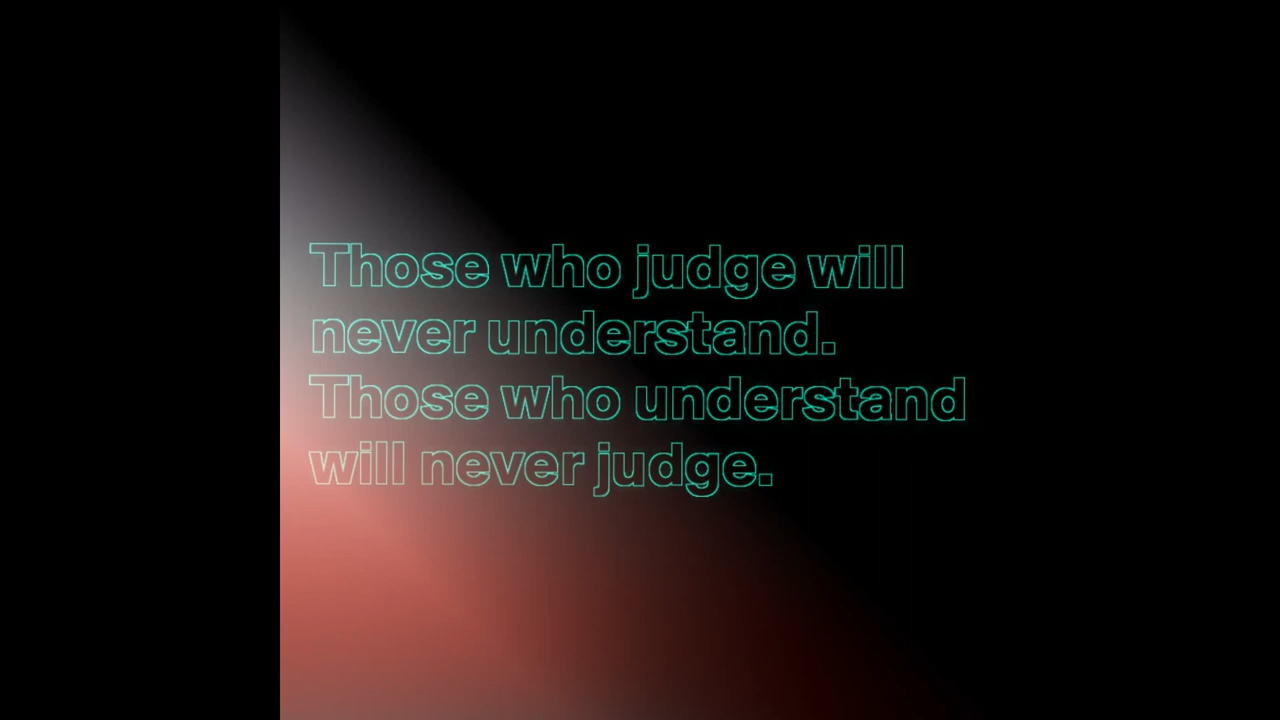 Those who judge will
never understand.
Those who understand
will never judge.